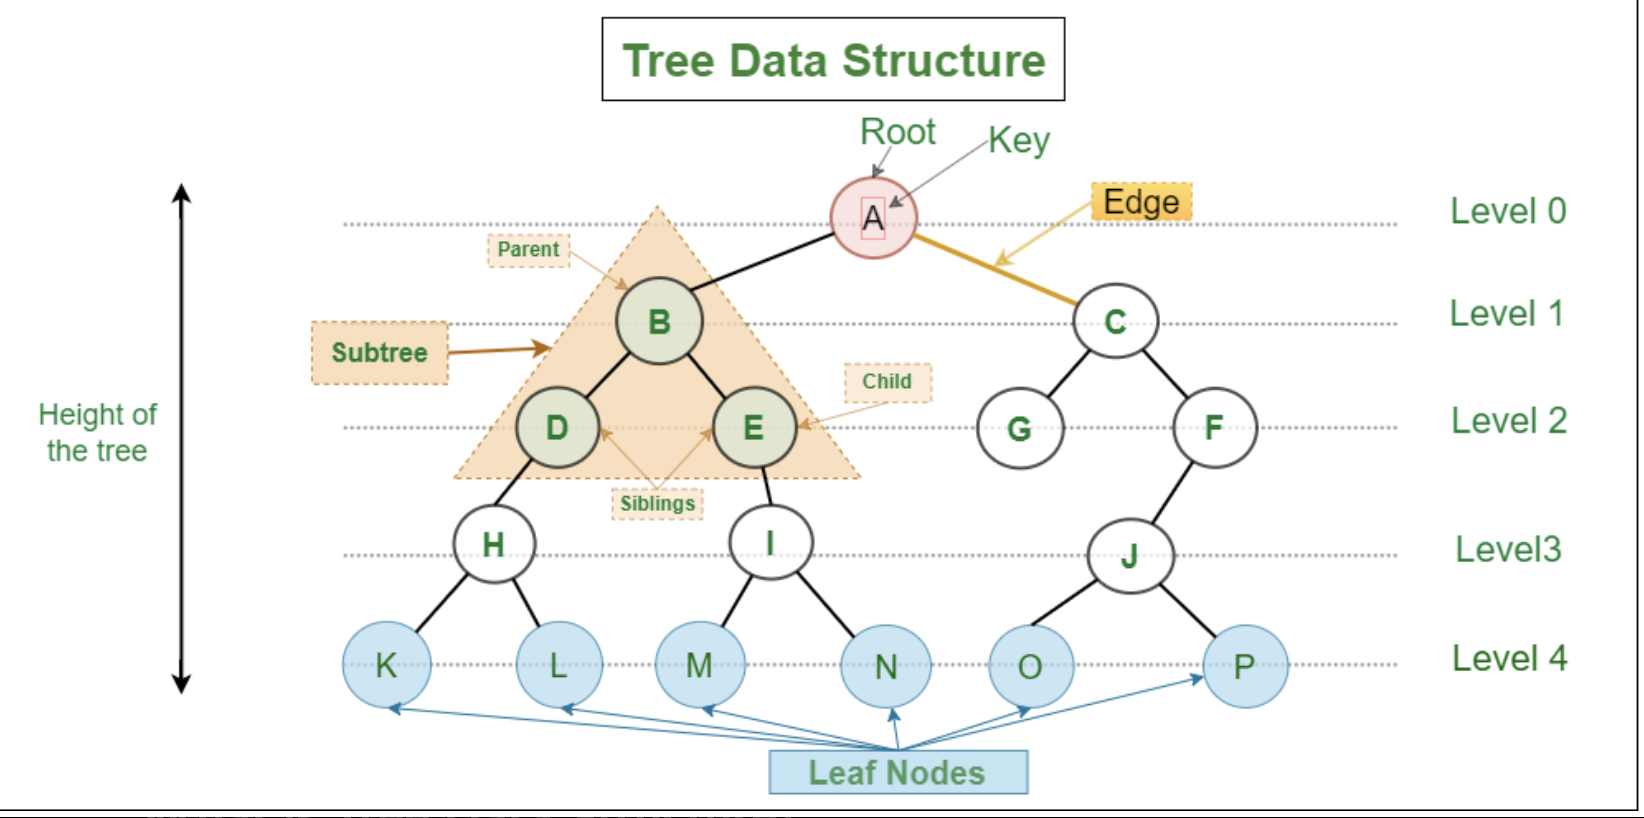 Tree Data Structure
Root
Key
A
Edge
Level 0
Parent
B
C
Level 1
Subtree
Child
Height of
the tree
D
E
G
F
Level 2
Siblings
H
I
J
Level3
K
L
M
N
O
P
Level 4
Leaf Nodes